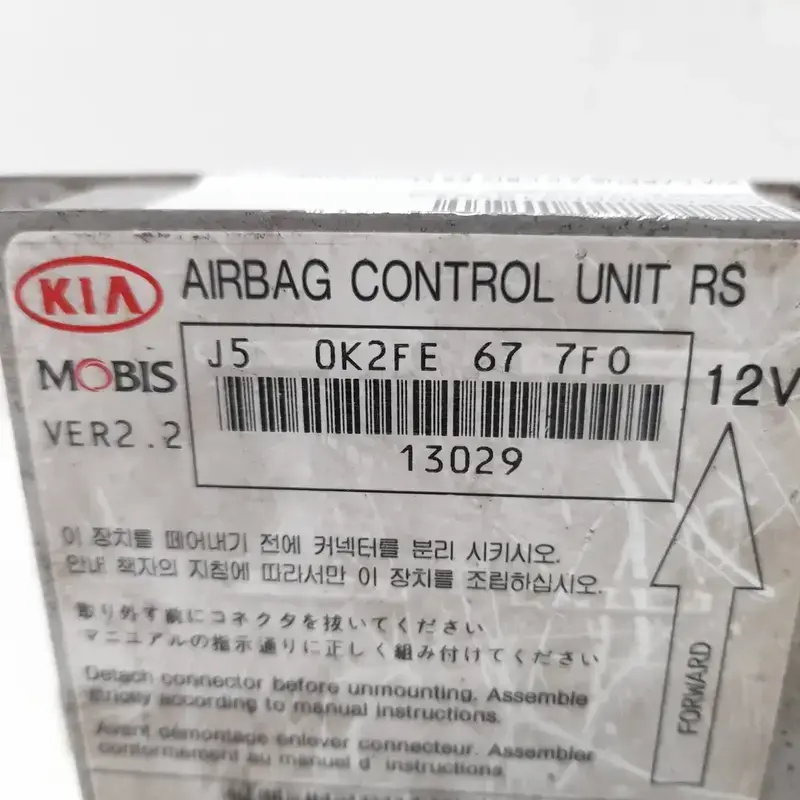 KIA AIRBAG CONTROL UNIT RS
MOBIS
VER2.2
J5 0K2FE 67 7F0
13029
12V
FORWARD
이 장치를 떼어내기 전에 커넥터를 분리 시키시오.
안내 책자의 지침에 따라서만 이 장치를 조립하십시오.
取り外す前にコネクタを抜いてください
マニュアルの指示通りに正しく組み付けてください
Detach connector before unmounting. Assemble
strictly according to manual instructions.
Avant démontage enlever connecteur. Assembler
conformement au manuel d' instructions